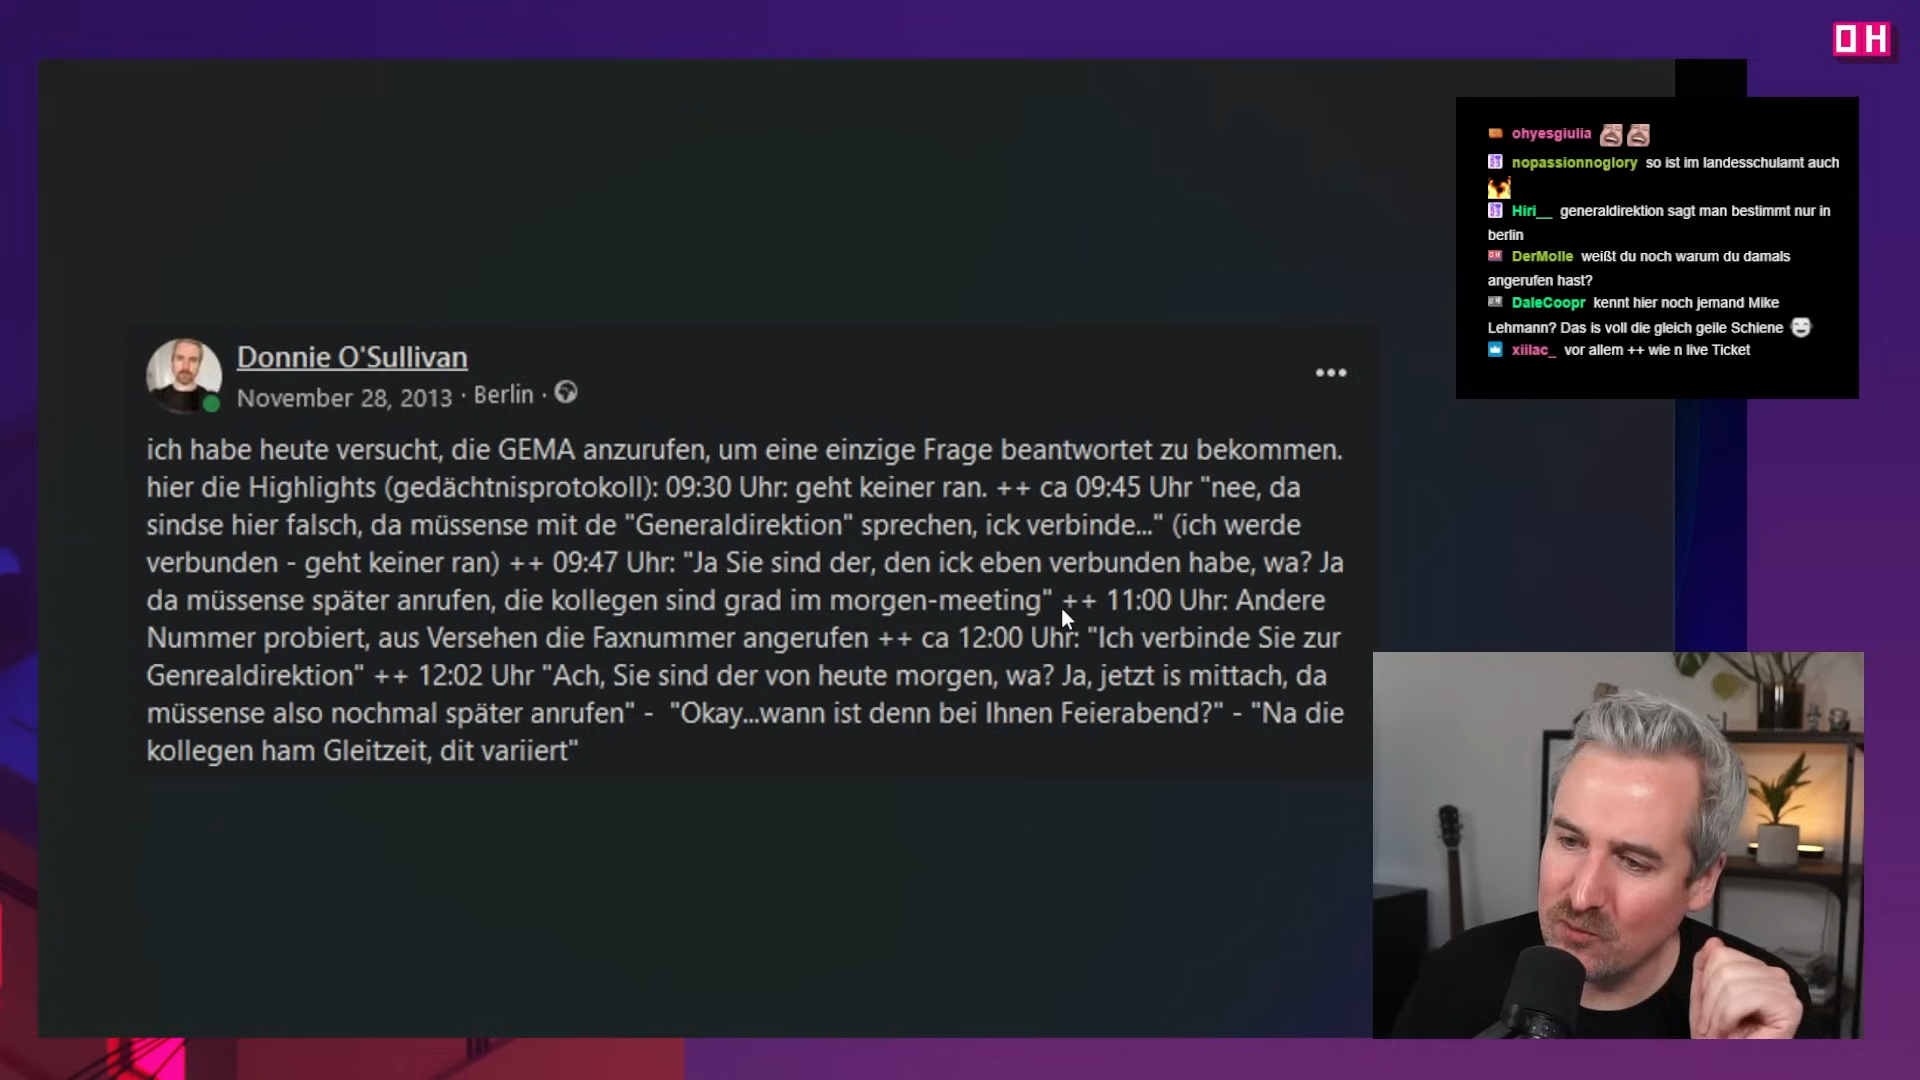 OH
ohyesgiulia
nopassionnoglory so ist im landesschulamt auch
Hiri__ generaldirektion sagt man bestimmt nur in
berlin
DerMolle weißt du noch warum du damals
angerufen hast?
DaleCoopr kennt hier noch jemand Mike
Lehmann? Das is voll die gleich geile Schiene
xiilac_ vor allem ++ wie n live Ticket
Donnie O'Sullivan
November 28, 2013 · Berlin ·
ich habe heute versucht, die GEMA anzurufen, um eine einzige Frage beantwortet zu bekommen.
hier die Highlights (gedächtnisprotokoll): 09:30 Uhr: geht keiner ran. ++ ca 09:45 Uhr "nee, da
sindse hier falsch, da müssense mit de "Generaldirektion" sprechen, ick verbinde..." (ich werde
verbunden - geht keiner ran) ++ 09:47 Uhr: "Ja Sie sind der, den ick eben verbunden habe, wa? Ja
da müssense später anrufen, die kollegen sind grad im morgen-meeting" ++ 11:00 Uhr: Andere
Nummer probiert, aus Versehen die Faxnummer angerufen ++ ca 12:00 Uhr: "Ich verbinde Sie zur
Genrealdirektion" ++ 12:02 Uhr "Ach, Sie sind der von heute morgen, wa? Ja, jetzt is mittach, da
müssense also nochmal später anrufen" - "Okay...wann ist denn bei Ihnen Feierabend?" - "Na die
kollegen ham Gleitzeit, dit variiert"